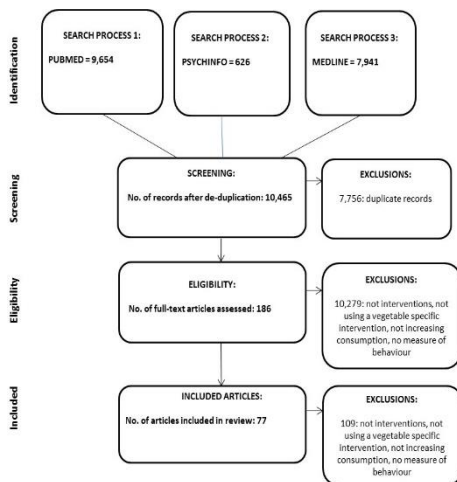 Identification
SEARCH PROCESS 1:
PUBMED = 9,654
SEARCH PROCESS 2:
PSYCHINFO = 626
SEARCH PROCESS 3:
MEDLINE = 7,941
Screening
SCREENING:
No. of records after de-duplication: 10,465
EXCLUSIONS:
7,756: duplicate records
Eligibility
ELIGIBILITY:
No. of full-text articles assessed: 186
EXCLUSIONS:
10,279: not interventions, not
using a vegetable specific
intervention, not increasing
consumption, no measure of
behaviour
Included
INCLUDED ARTICLES:
No. of articles included in review: 77
EXCLUSIONS:
109: not interventions, not
using a vegetable specific
intervention, not increasing
consumption, no measure of
behaviour